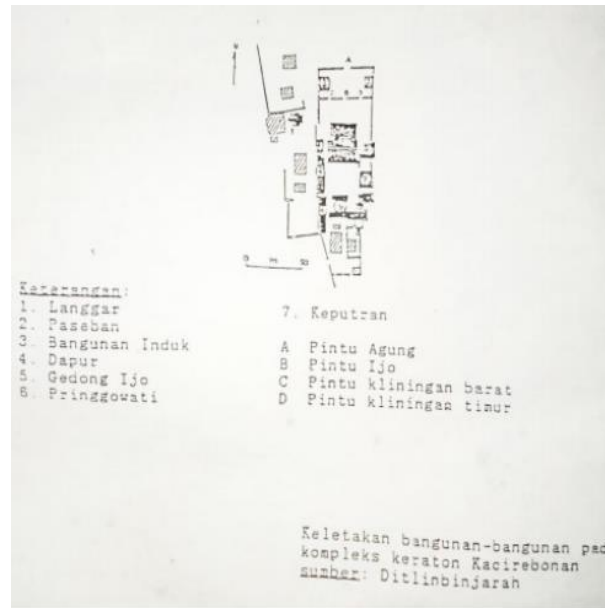 A
B
Keterangan:
1. Langgar
2. Paseban
3. Bangunan Induk
4. Dapur
5. Gedong Ijo
6. Pringgowati
7. Keputran
A Pintu Agung
B Pintu Ijo
C Pintu kliningan barat
D Pintu kliningan timur
Keletakan bangunan-bangunan pad
kompleks keraton Kacirebonan
sumber: Ditlinbinjarah